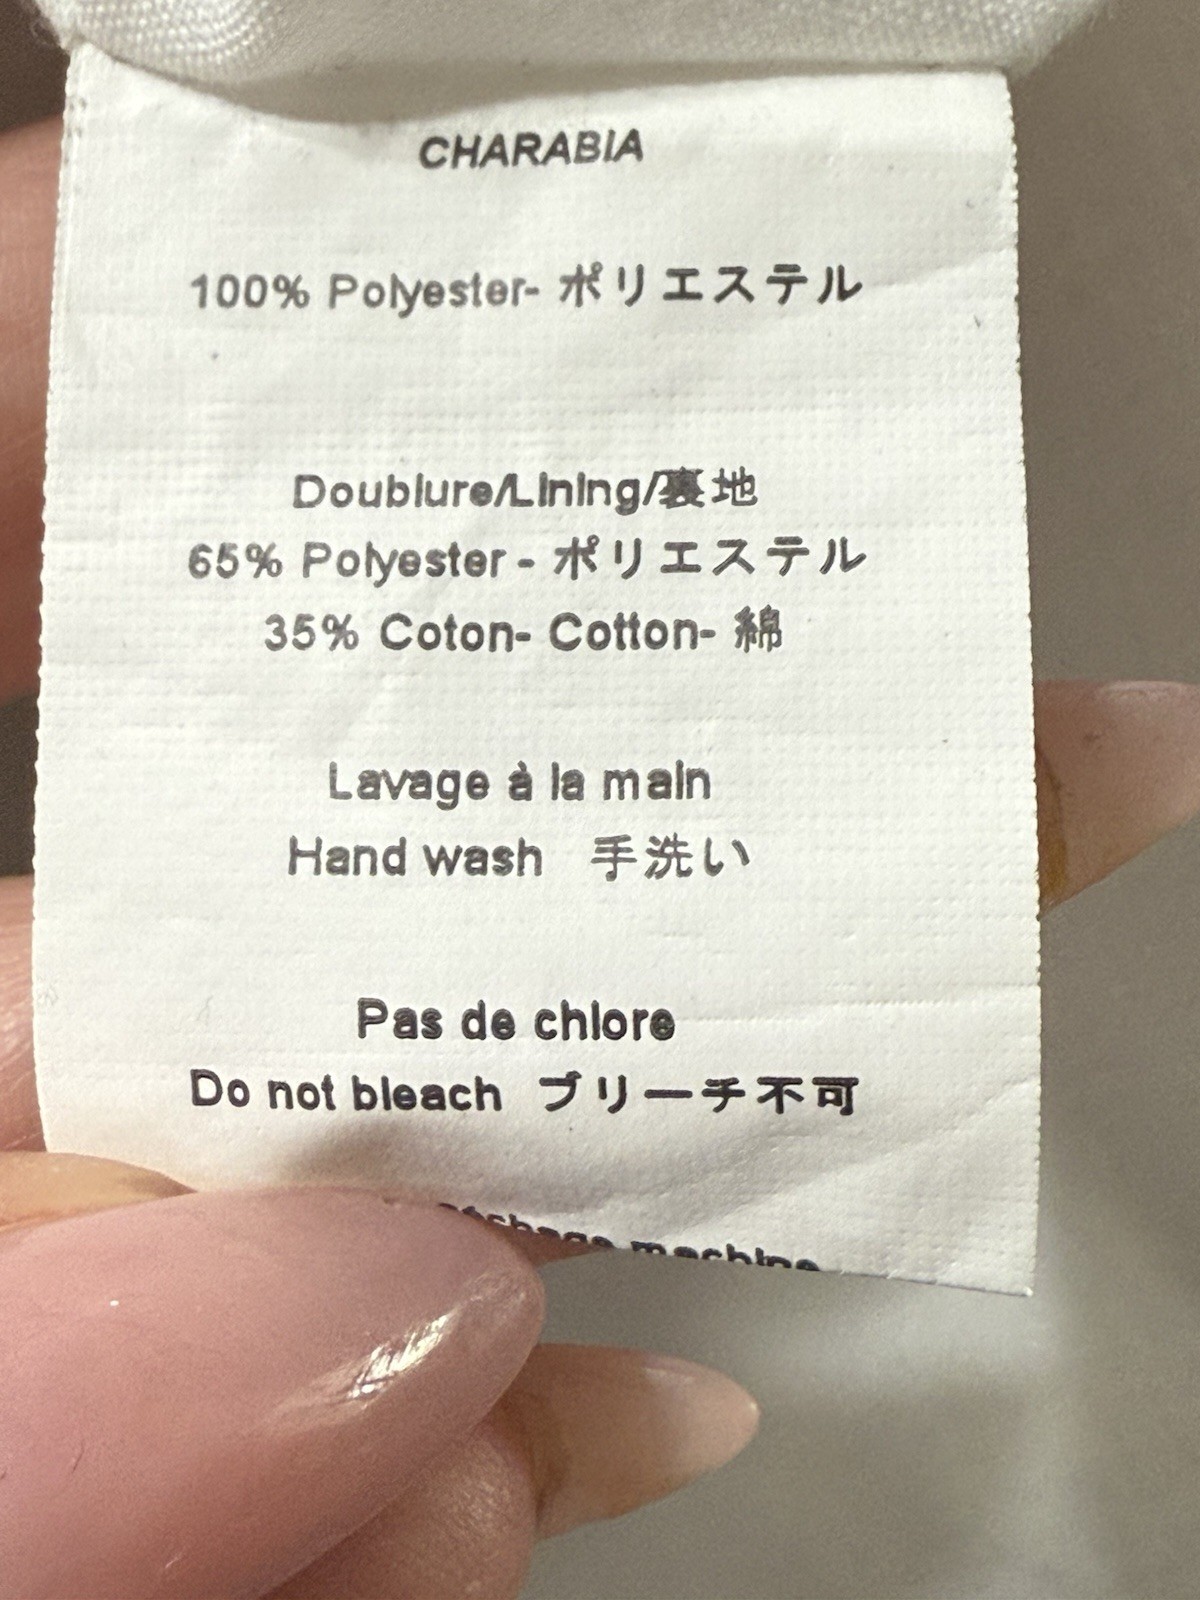 CHARABIA
100% Polyester- ポリエステル
Doublure/Lining/裏地
65% Polyester - ポリエステル
35% Coton- Cotton- 綿
Lavage à la main
Hand wash 手洗い
Pas de chlore
Do not bleach ブリーチ不可
séchage machine